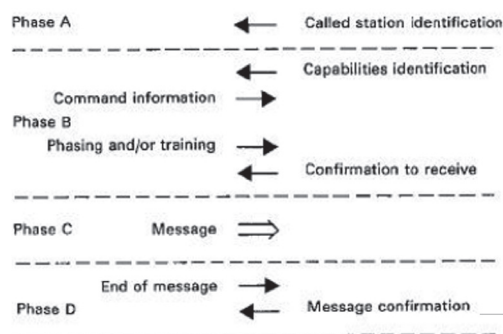 Phase A Called station identification
Capabilities identification
Command information
Phase B
Phasing and/or training
Confirmation to receive
Phase C Message
End of message
Phase D Message confirmation